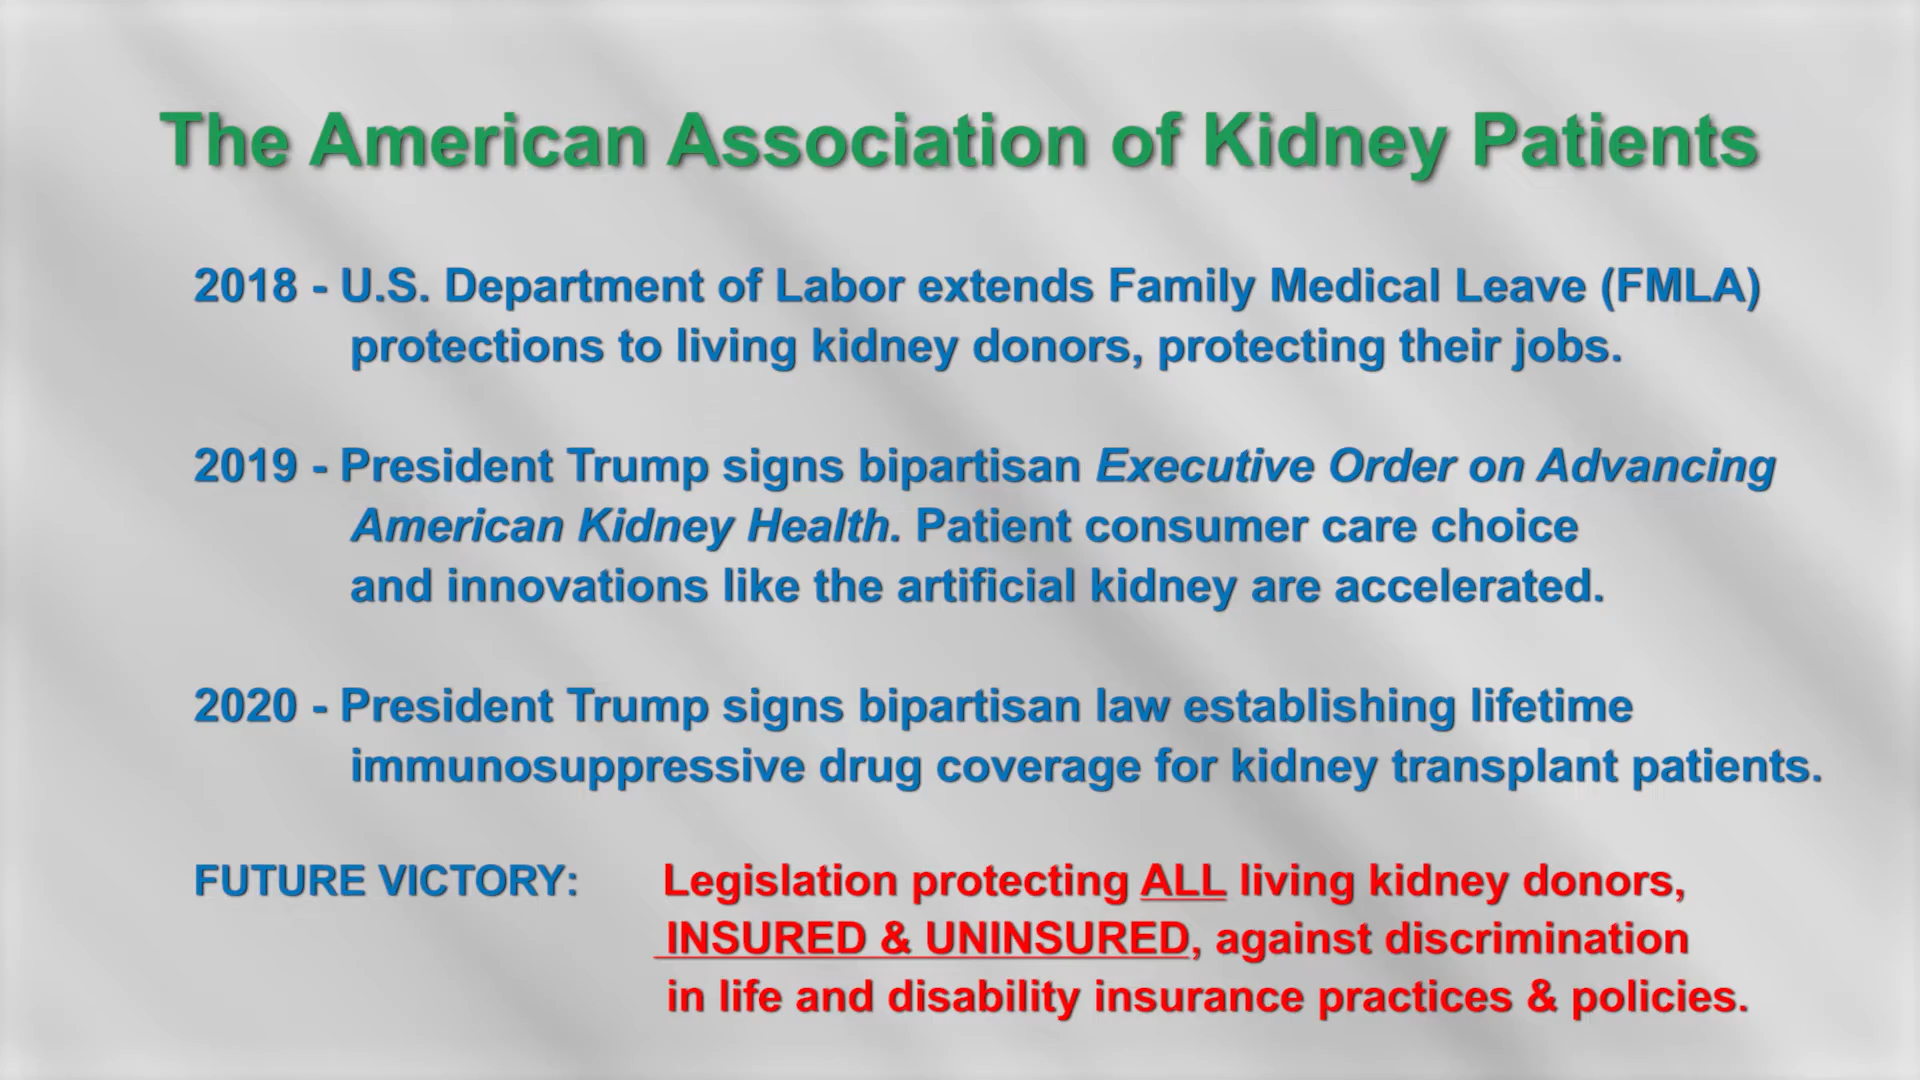 The American Association of Kidney Patients
2018 - U.S. Department of Labor extends Family Medical Leave (FMLA)
protections to living kidney donors, protecting their jobs.
2019 - President Trump signs bipartisan Executive Order on Advancing
American Kidney Health. Patient consumer care choice
and innovations like the artificial kidney are accelerated.
2020 - President Trump signs bipartisan law establishing lifetime
immunosuppressive drug coverage for kidney transplant patients.
FUTURE VICTORY: Legislation protecting ALL living kidney donors,
INSURED & UNINSURED, against discrimination
in life and disability insurance practices & policies.